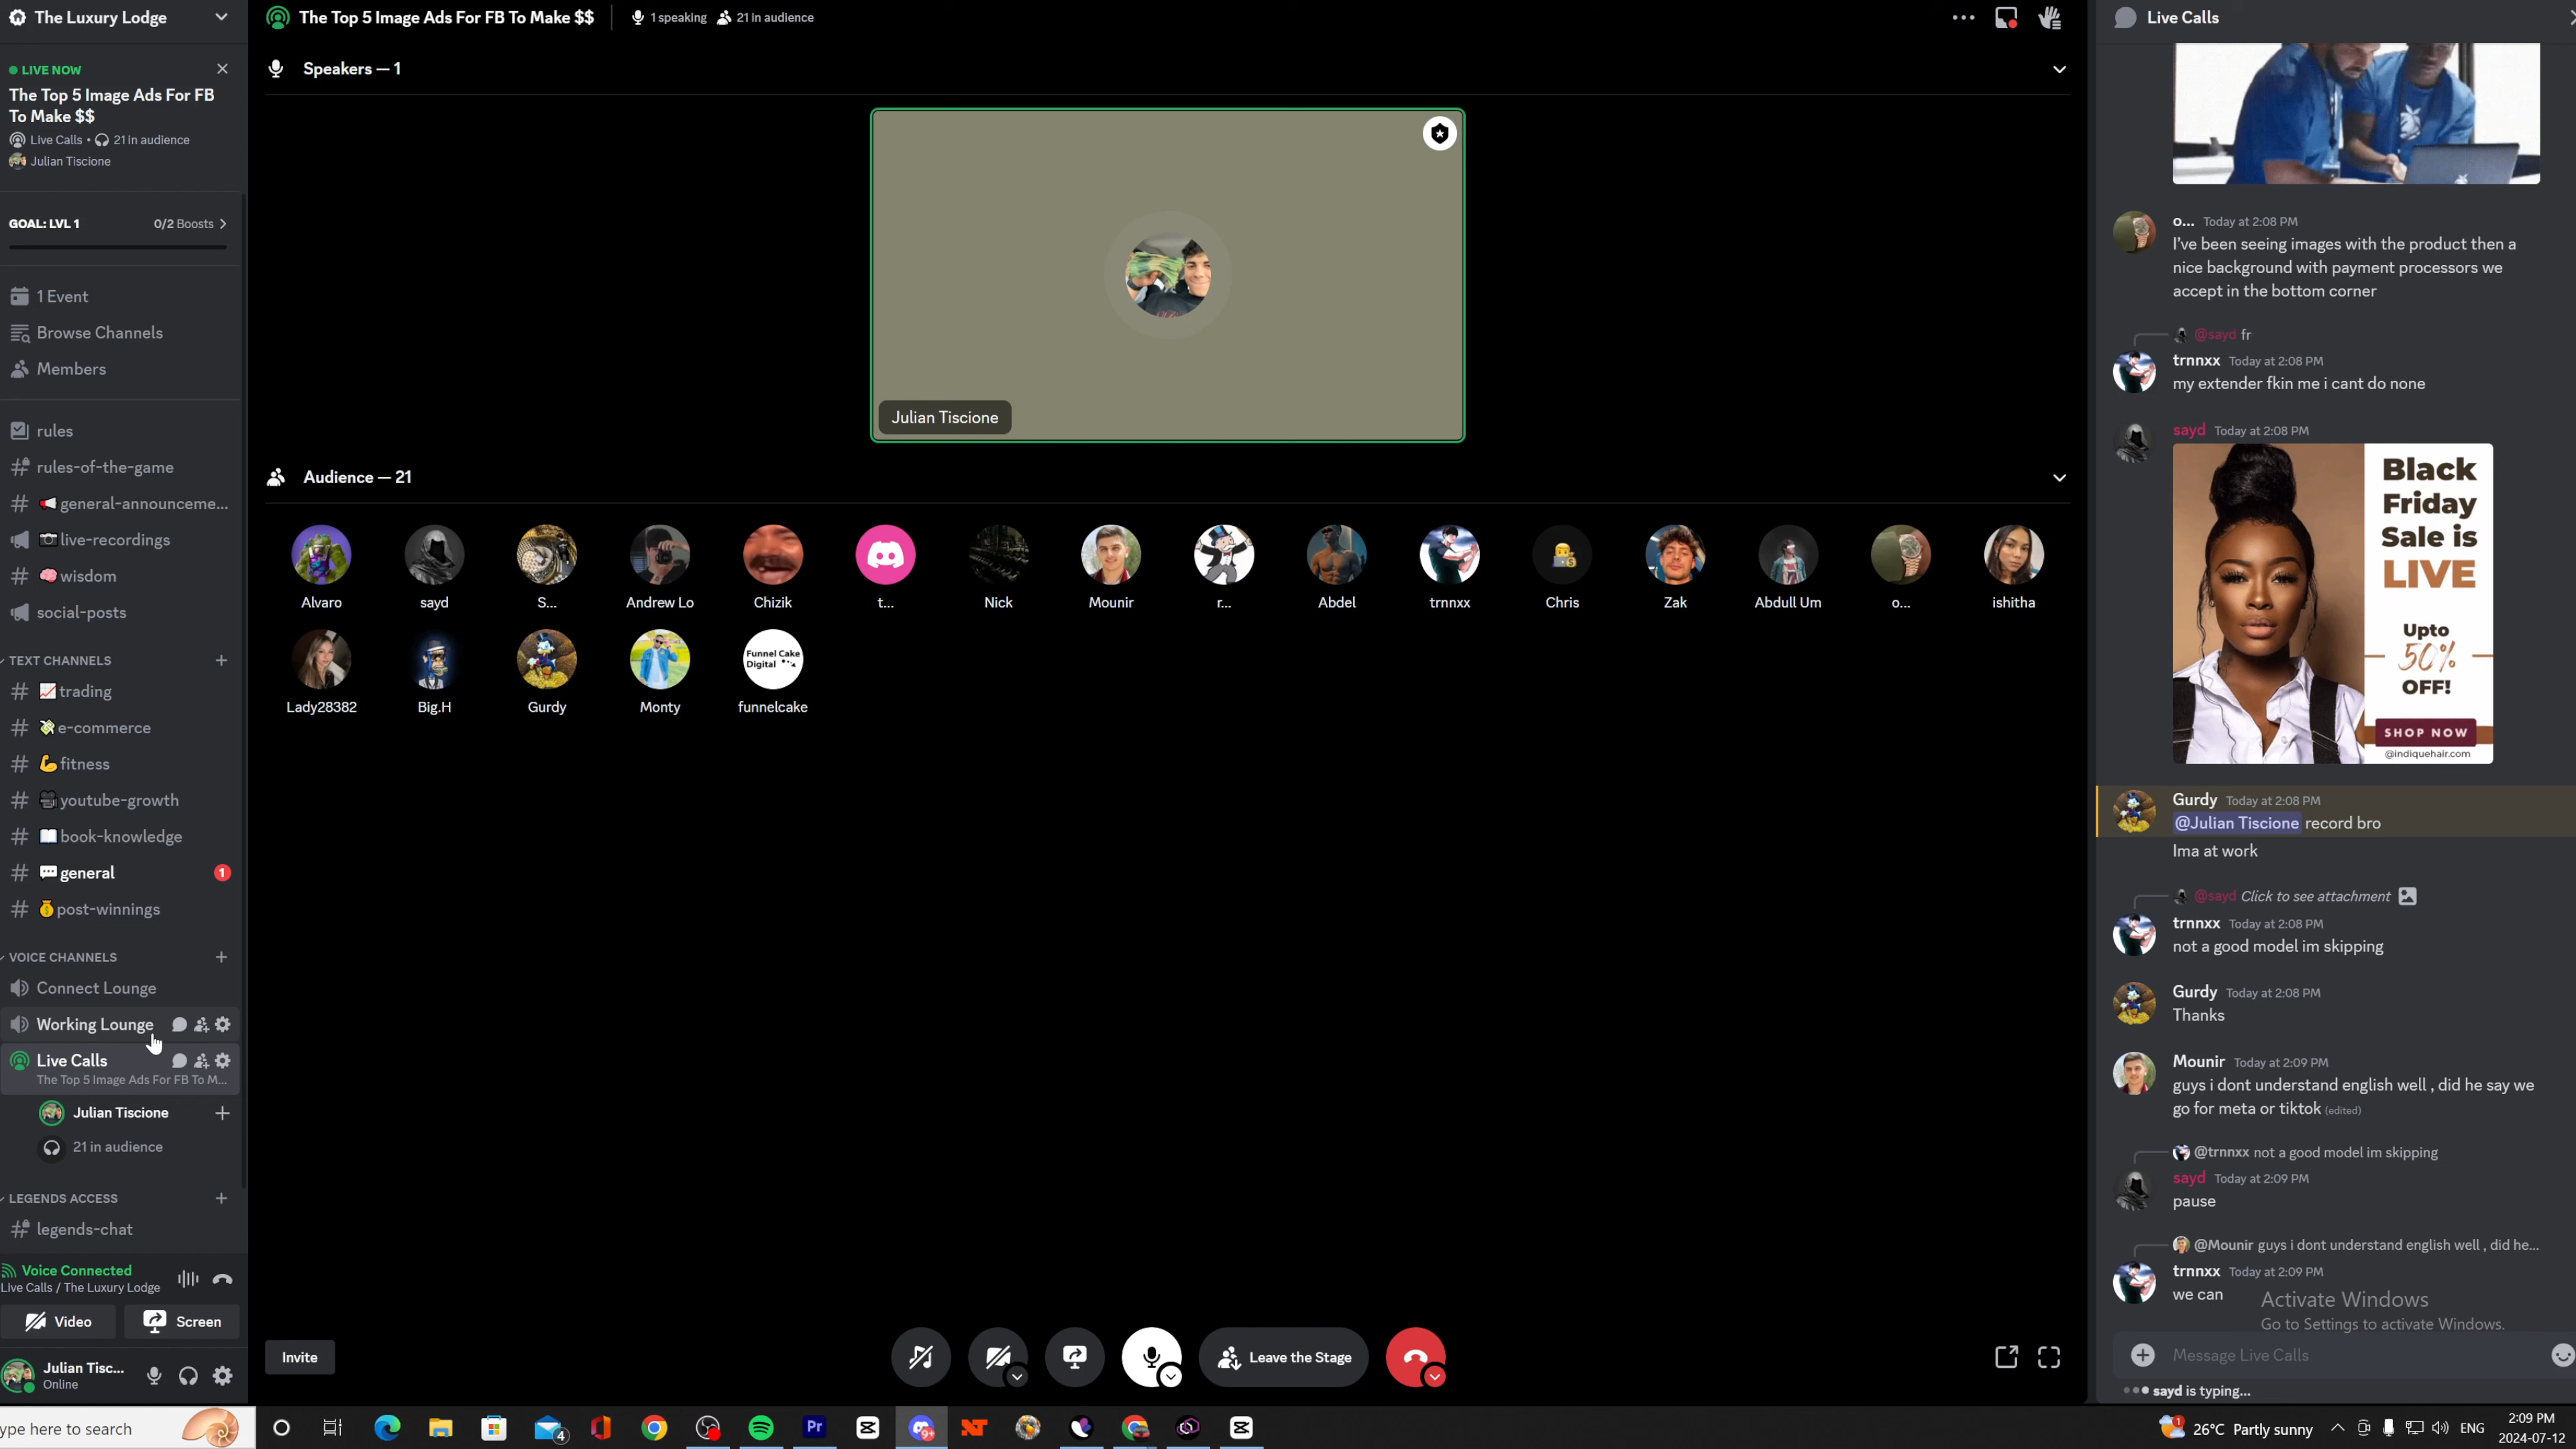 The Luxury Lodge
LIVE NOW
The Top 5 Image Ads For FB
To Make $$
Live Calls • 21 in audience
Julian Tiscione
GOAL: LVL 1
0/2 Boosts
1 Event
Browse Channels
Members
rules
rules-of-the-game
general-announceme...
live-recordings
wisdom
social-posts
TEXT CHANNELS
trading
e-commerce
fitness
youtube-growth
book-knowledge
general
1
post-winnings
VOICE CHANNELS
Connect Lounge
Working Lounge
Live Calls
The Top 5 Image Ads For FB To M...
Julian Tiscione
21 in audience
LEGENDS ACCESS
legends-chat
Voice Connected
Live Calls / The Luxury Lodge
Video
Screen
Julian Tisc...
Online
The Top 5 Image Ads For FB To Make $$
1 speaking
21 in audience
Speakers — 1
Julian Tiscione
Audience — 21
Alvaro
sayd
S...
Andrew Lo
Chizik
t...
Nick
Mounir
r...
Abdel
trnnxx
Chris
Zak
Abdull Um
o...
ishitha
Funnel Cake
Digital
Lady28382
Big.H
Gurdy
Monty
funnelcake
Invite
Leave the Stage
Live Calls
o... Today at 2:08 PM
I've been seeing images with the product then a
nice background with payment processors we
accept in the bottom corner
@sayd fr
trnnxx Today at 2:08 PM
my extender fkin me i cant do none
sayd Today at 2:08 PM
Black
Friday
Sale is
LIVE
Upto
50%
OFF!
SHOP NOW
@indiquehair.com
Gurdy Today at 2:08 PM
@Julian Tiscione record bro
Ima at work
@sayd Click to see attachment
trnnxx Today at 2:08 PM
not a good model im skipping
Gurdy Today at 2:08 PM
Thanks
Mounir Today at 2:09 PM
guys i dont understand english well , did he say we
go for meta or tiktok (edited)
@trnnxx not a good model im skipping
sayd Today at 2:09 PM
pause
@Mounir guys i dont understand english well , did he...
trnnxx Today at 2:09 PM
we can
Activate Windows
Go to Settings to activate Windows.
Message Live Calls
sayd is typing...
ype here to search
4
Pr
9+
1
26°C Partly sunny
ENG
2:09 PM
2024-07-12